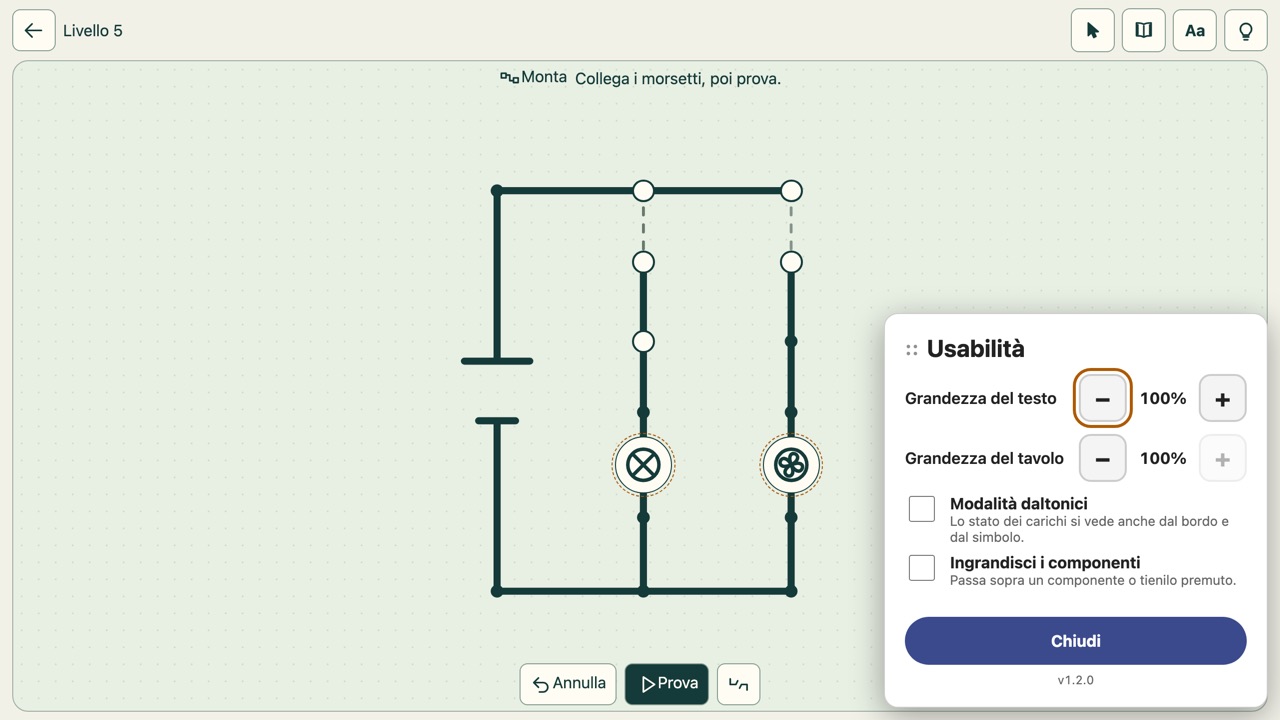 Livello 5
Aa
Monta Collega i morsetti, poi prova.
Usabilità
Grandezza del testo − 100% +
Grandezza del tavolo − 100% +
Modalità daltonici
Lo stato dei carichi si vede anche dal bordo e
dal simbolo.
Ingrandisci i componenti
Passa sopra un componente o tienilo premuto.
Chiudi
v1.2.0
Annulla
Prova